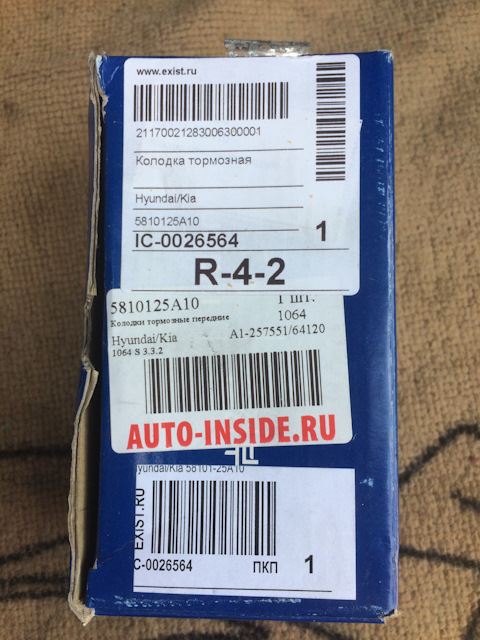 www.exist.ru
21170021283006300001
Колодка тормозная
Hyundai/Kia
5810125A10
IC-0026564
1
R-4-2
5810125A10
1 шт.
Колодки тормозные передние
1064
Hyundai/Kia
A1-257551/64120
1064 S 3.3.2
AUTO-INSIDE.RU
Hyundai/Kia 58101-25A10
EXIST.RU
C-0026564
ПКП
1